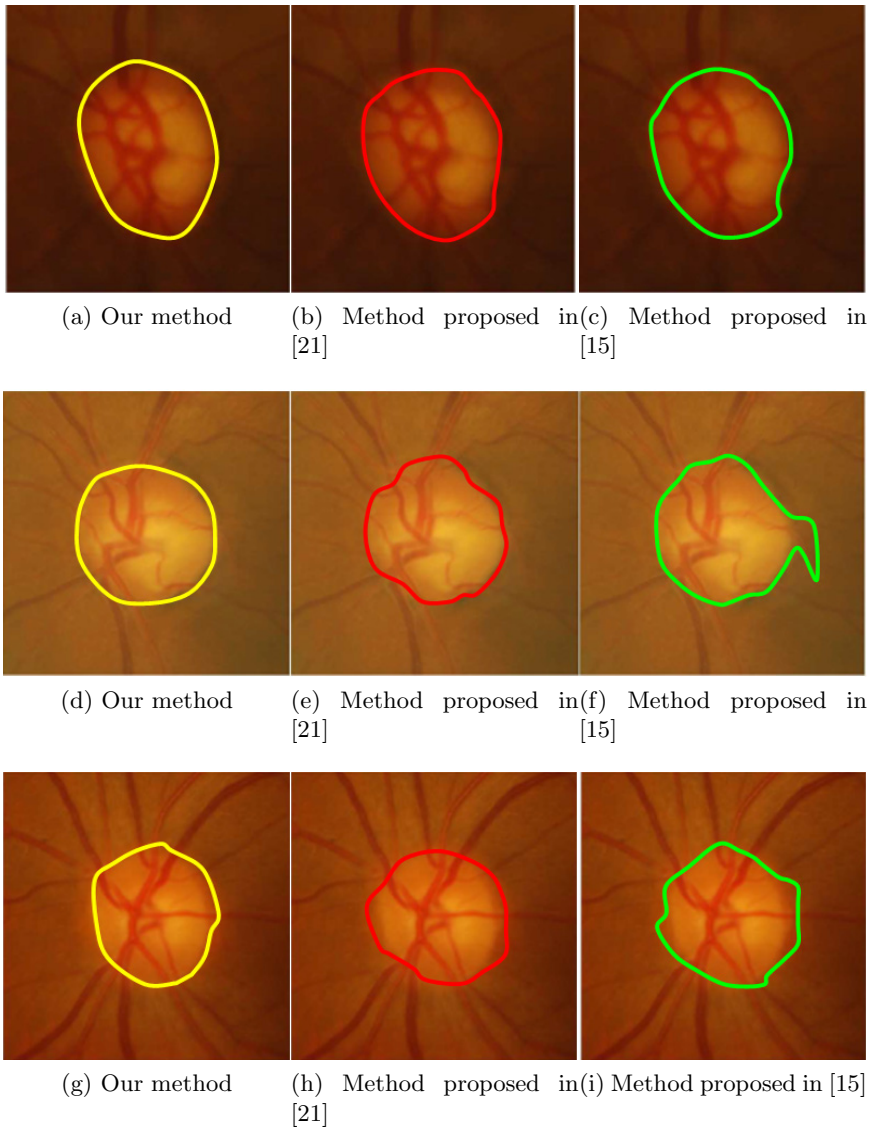 (a) Our method
(b) Method proposed in
[21]
(c) Method proposed in
[15]
(d) Our method
(e) Method proposed in
[21]
(f) Method proposed in
[15]
(g) Our method
(h) Method proposed in
[21]
(i) Method proposed in [15]